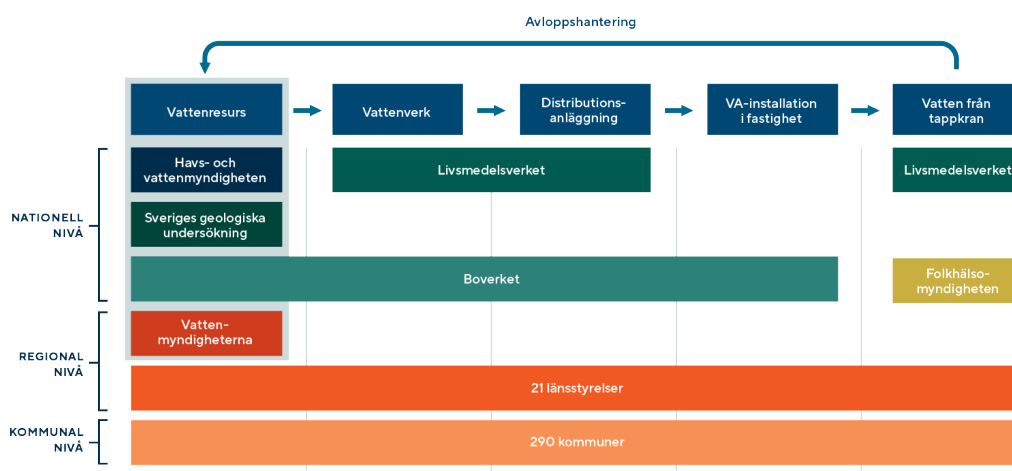 Avloppshantering
Vattenresurs
Vattenverk
Distributions-
anläggning
VA-installation
i fastighet
Vatten från
tappkran
NATIONELL
NIVÅ
Havs- och
vattenmyndigheten
Livsmedelsverket
Livsmedelsverket
Sveriges geologiska
undersökning
Boverket
Folkhälso-
myndigheten
REGIONAL
NIVÅ
Vatten-
myndigheterna
21 länsstyrelser
KOMMUNAL
NIVÅ
290 kommuner